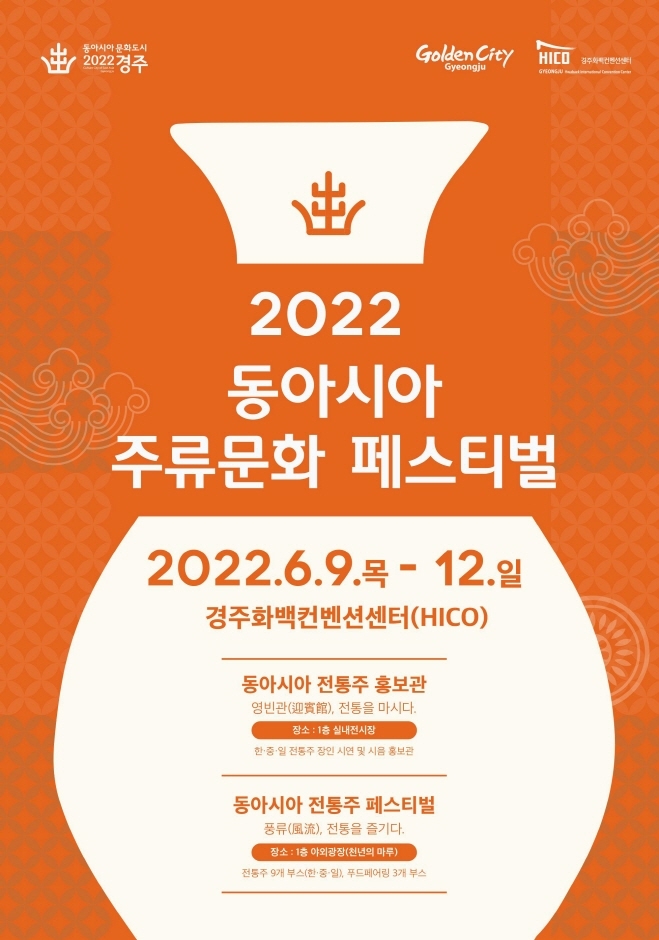 동아시아 문화도시
2022 경주
Golden City
Gyeongju
HICO 경주화백컨벤션센터
GYEONGJU Hwabaek International Convention Center
2022
동아시아
주류문화 페스티벌
2022.6.9.목 - 12.일
경주화백컨벤션센터(HICO)
동아시아 전통주 홍보관
영빈관(迎賓館), 전통을 마시다.
장소 : 1층 실내전시장
한·중·일 전통주 장인 시연 및 시음 홍보관
동아시아 전통주 페스티벌
풍류(風流), 전통을 즐기다.
장소 : 1층 야외광장(천년의 마루)
전통주 9개 부스(한·중·일), 푸드페어링 3개 부스